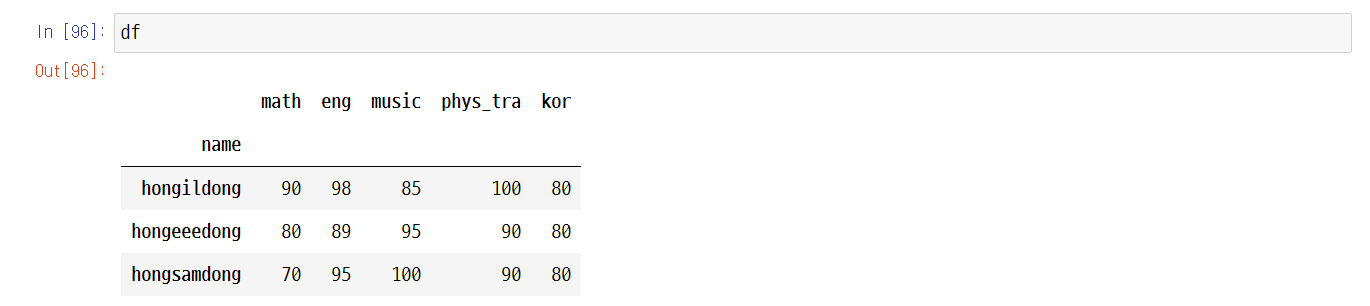 In [96]: df
Out[96]:
math eng music phys_tra kor
name
hongildong 90 98 85 100 80
hongeeedong 80 89 95 90 80
hongsamdong 70 95 100 90 80